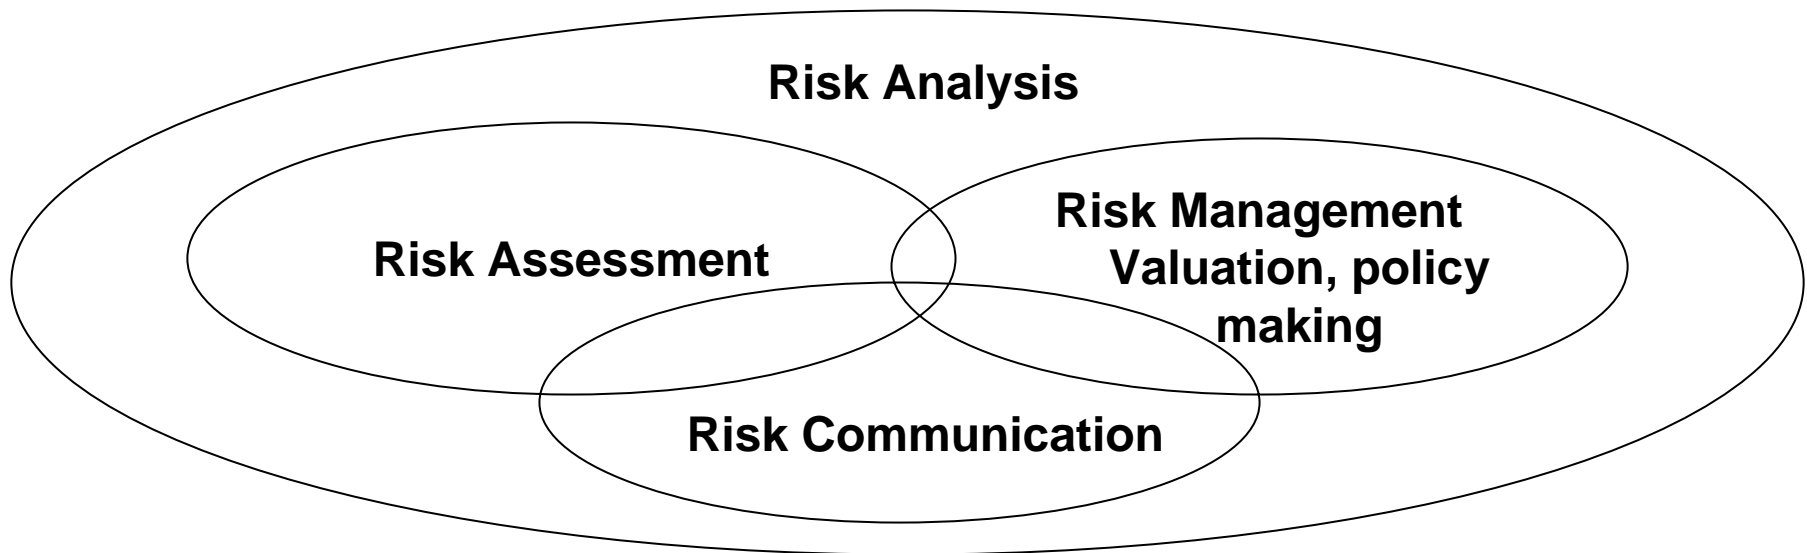 Risk Analysis
Risk Assessment
Risk Management
Valuation, policy
making
Risk Communication